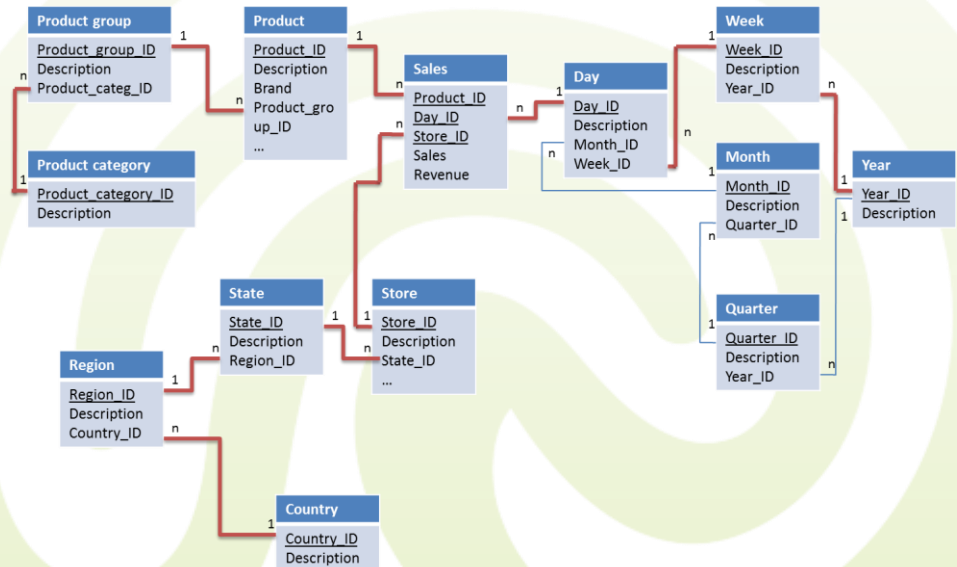 Product group
Product_group_ID
Description
Product_categ_ID
1
n
Product
Product_ID
Description
Brand
Product_gro
up_ID
...
1
n
Sales
Product_ID
Day_ID
Store_ID
Sales
Revenue
n
n
n
Day
Day_ID
Description
Month_ID
Week_ID
1
n
n
Week
Week_ID
Description
Year_ID
1
n
Product category
Product_category_ID
Description
1
Month
Month_ID
Description
Quarter_ID
1
n
Year
Year_ID
Description
1
1
State
State_ID
Description
Region_ID
1
n
Store
Store_ID
Description
State_ID
...
1
n
Quarter
Quarter_ID
Description
Year_ID
1
n
Region
Region_ID
Description
Country_ID
1
n
Country
Country_ID
Description
1